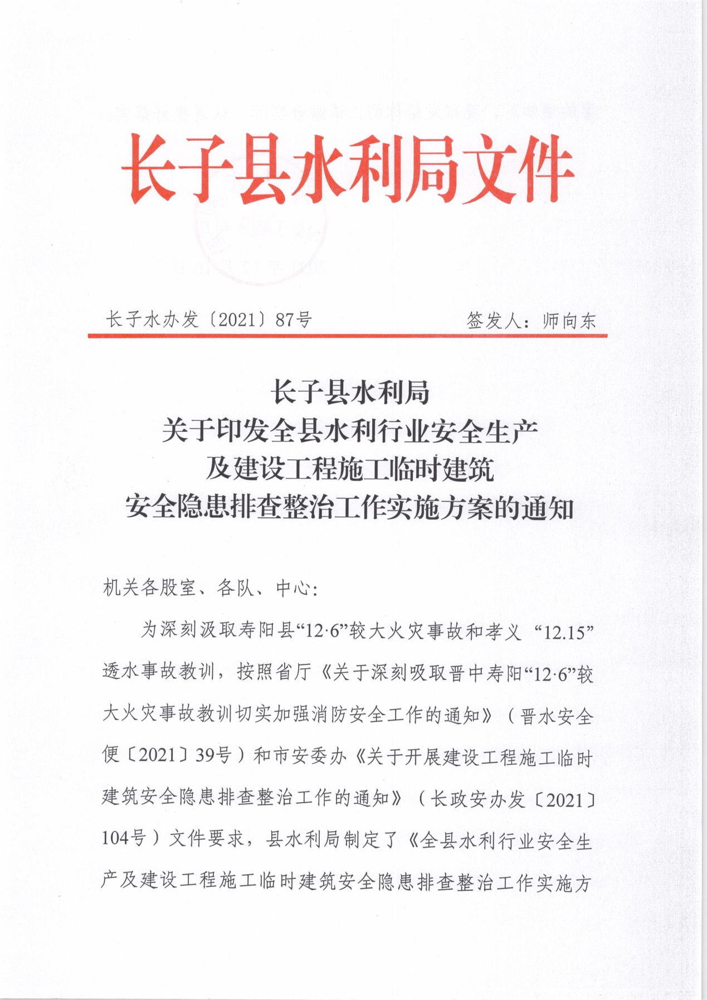 长子县水利局文件
长子水办发〔2021〕87号
签发人：师向东
长子县水利局
关于印发全县水利行业安全生产
及建设工程施工临时建筑
安全隐患排查整治工作实施方案的通知
机关各股室、各队、中心：
为深刻汲取寿阳县“12·6”较大火灾事故和孝义“12.15”
透水事故教训，按照省厅《关于深刻吸取晋中寿阳“12·6”较
大火灾事故教训切实加强消防安全工作的通知》（晋水安全
便〔2021〕39号）和市安委办《关于开展建设工程施工临时
建筑安全隐患排查整治工作的通知》（长政安办发〔2021〕
104号）文件要求，县水利局制定了《全县水利行业安全生
产及建设工程施工临时建筑安全隐患排查整治工作实施方